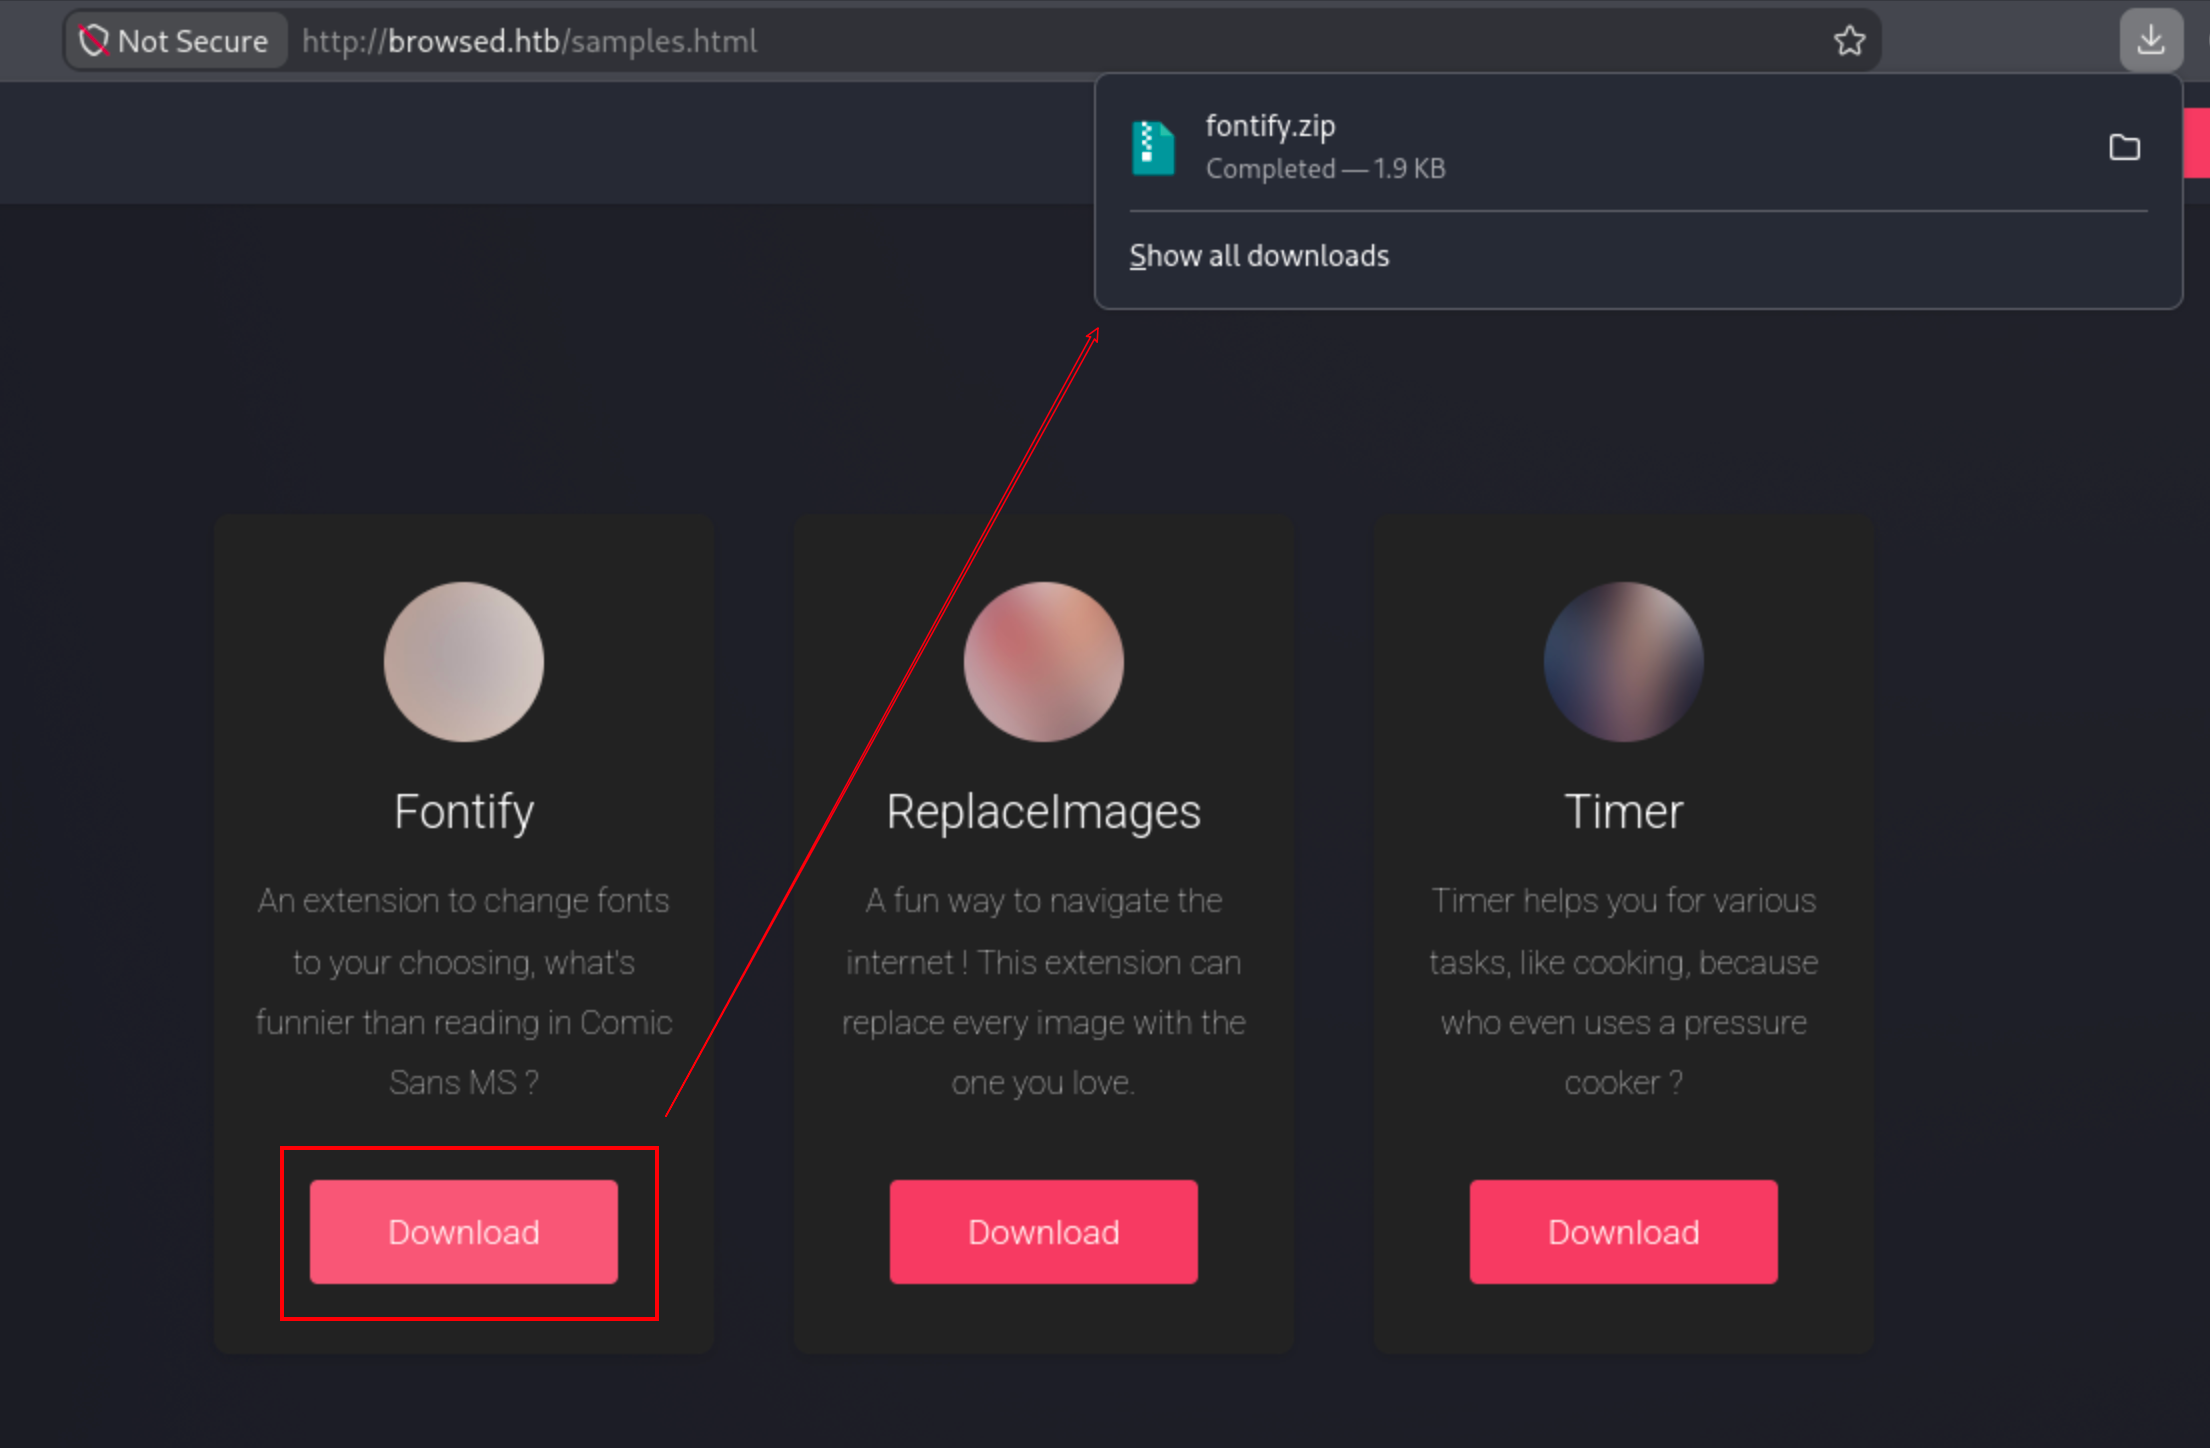 Not Secure http://browsed.htb/samples.html
fontify.zip
Completed — 1.9 KB
Show all downloads
Fontify
An extension to change fonts
to your choosing, what's
funnier than reading in Comic
Sans MS ?
Download
ReplaceImages
A fun way to navigate the
internet ! This extension can
replace every image with the
one you love.
Download
Timer
Timer helps you for various
tasks, like cooking, because
who even uses a pressure
cooker ?
Download